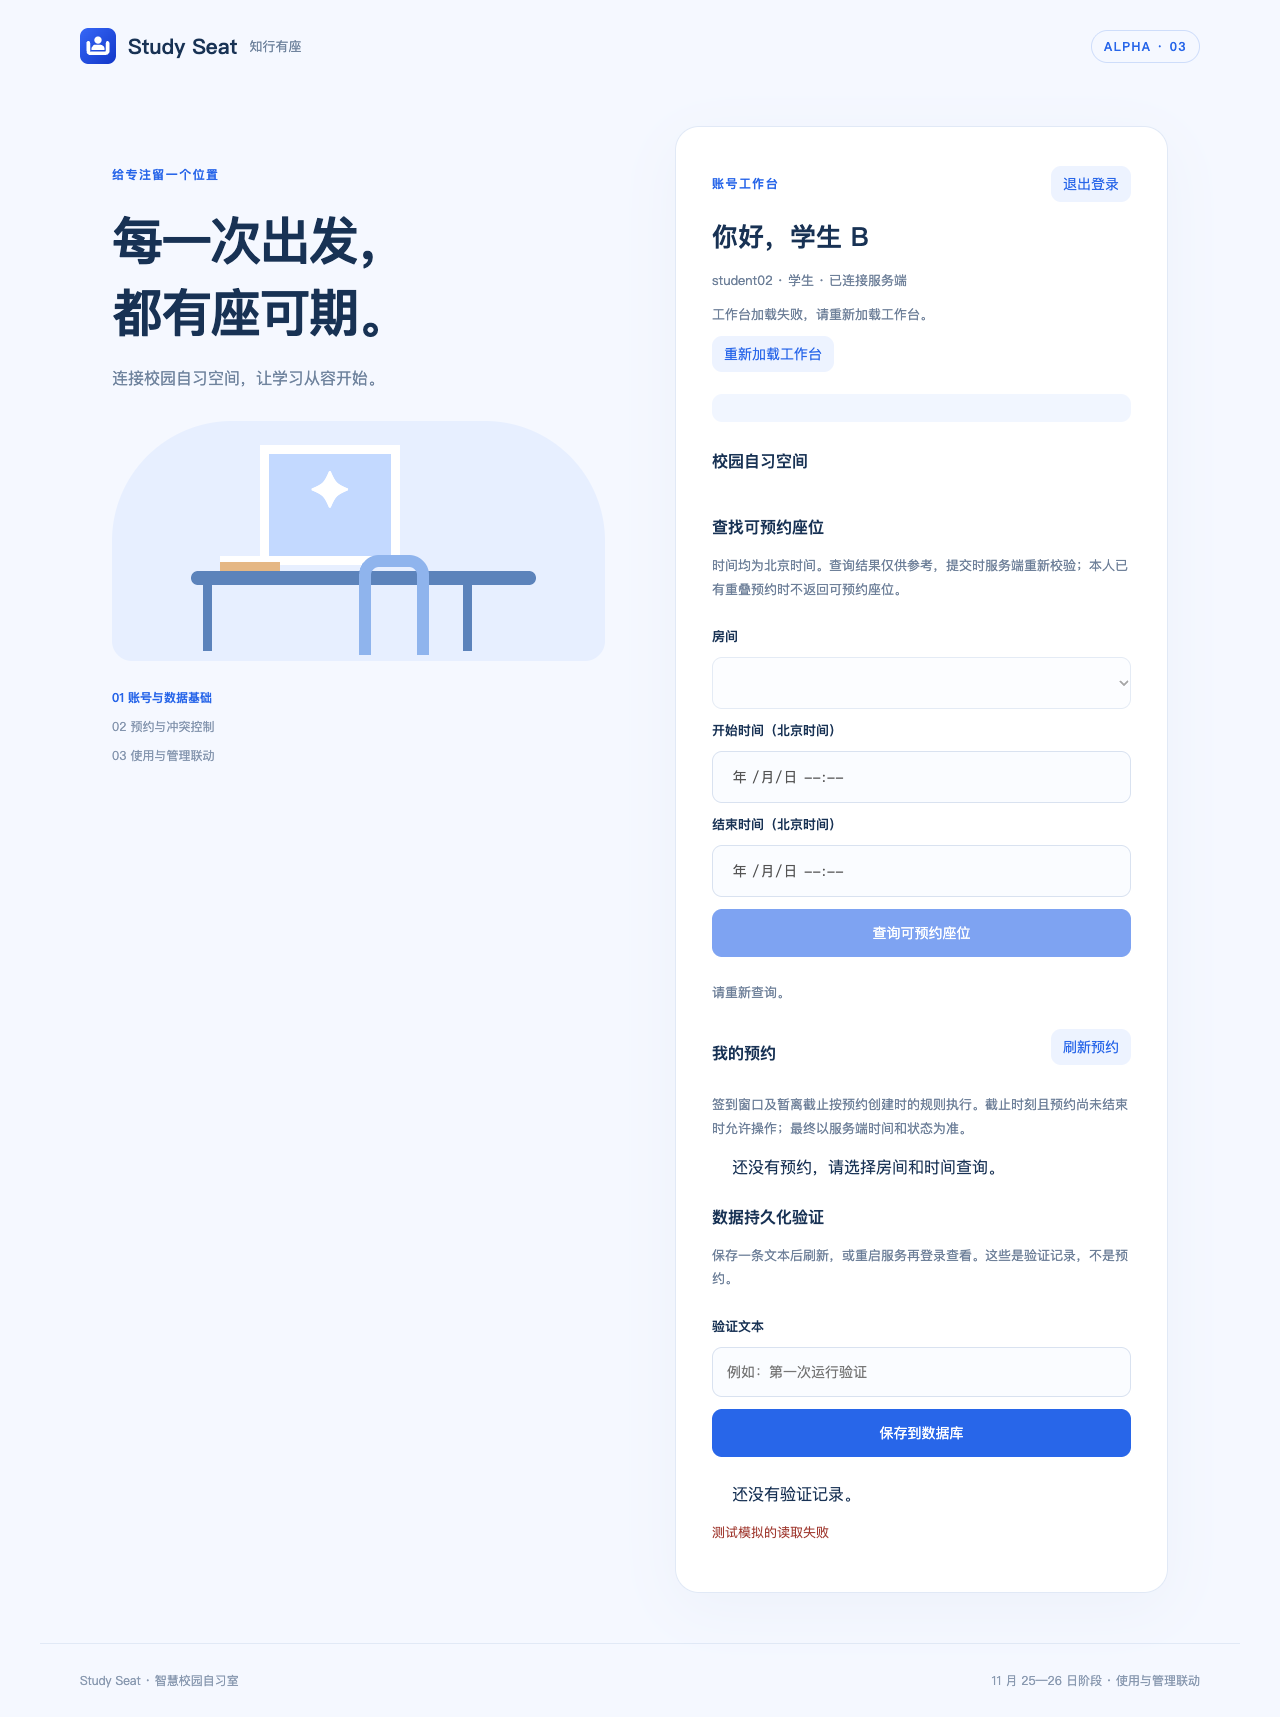 Study Seat 知行有座
ALPHA · 03
给专注留一个位置
每一次出发，
都有座可期。
连接校园自习空间，让学习从容开始。
01 账号与数据基础
02 预约与冲突控制
03 使用与管理联动
账号工作台
退出登录
你好，学生 B
student02 · 学生 · 已连接服务端
工作台加载失败，请重新加载工作台。
重新加载工作台
校园自习空间
查找可预约座位
时间均为北京时间。查询结果仅供参考，提交时服务端重新校验；本人已
有重叠预约时不返回可预约座位。
房间
开始时间（北京时间）
年 /月/日 --:--
结束时间（北京时间）
年 /月/日 --:--
查询可预约座位
请重新查询。
我的预约
刷新预约
签到窗口及暂离截止按预约创建时的规则执行。截止时刻且预约尚未结束
时允许操作；最终以服务端时间和状态为准。
还没有预约，请选择房间和时间查询。
数据持久化验证
保存一条文本后刷新，或重启服务再登录查看。这些是验证记录，不是预
约。
验证文本
例如：第一次运行验证
保存到数据库
还没有验证记录。
测试模拟的读取失败
Study Seat · 智慧校园自习室
11 月 25—26 日阶段 · 使用与管理联动